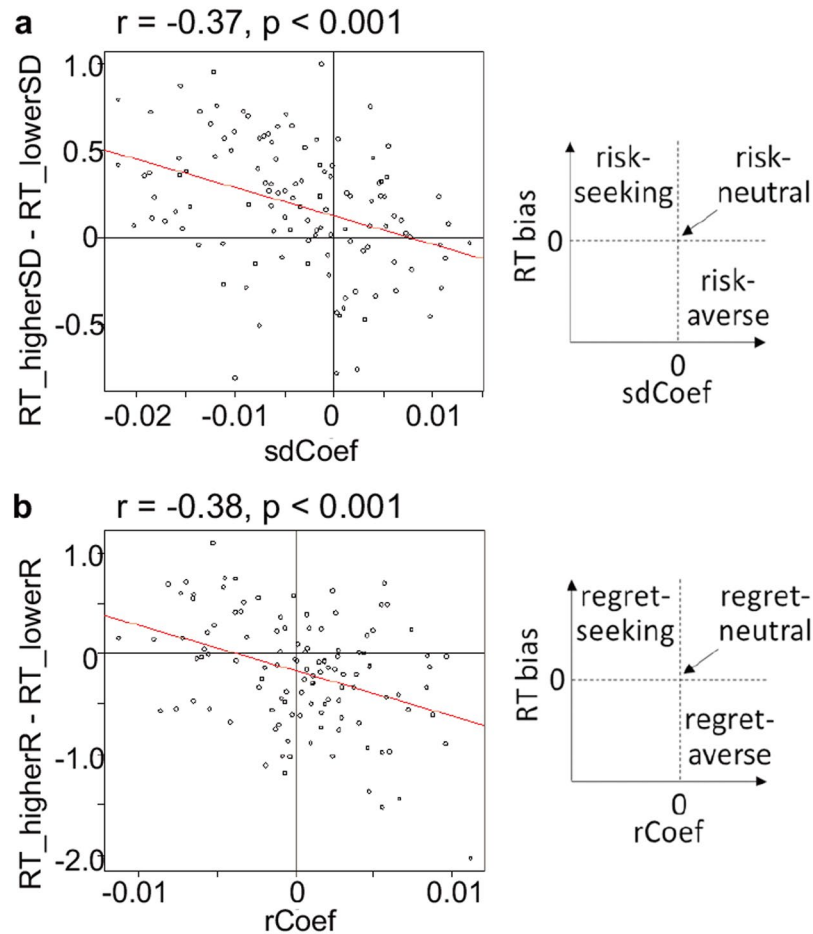 a
r = -0.37, p < 0.001
RT_higherSD - RT_lowerSD
1.0
0.5
0
-0.5
-0.02
-0.01
0
0.01
sdCoef
risk-
seeking
risk-
neutral
risk-
averse
RT bias
0
0
sdCoef
b
r = -0.38, p < 0.001
RT_higherR - RT_lowerR
1.0
0
-1.0
-2.0
-0.01
0
0.01
rCoef
regret-
seeking
regret-
neutral
regret-
averse
RT bias
0
0
rCoef